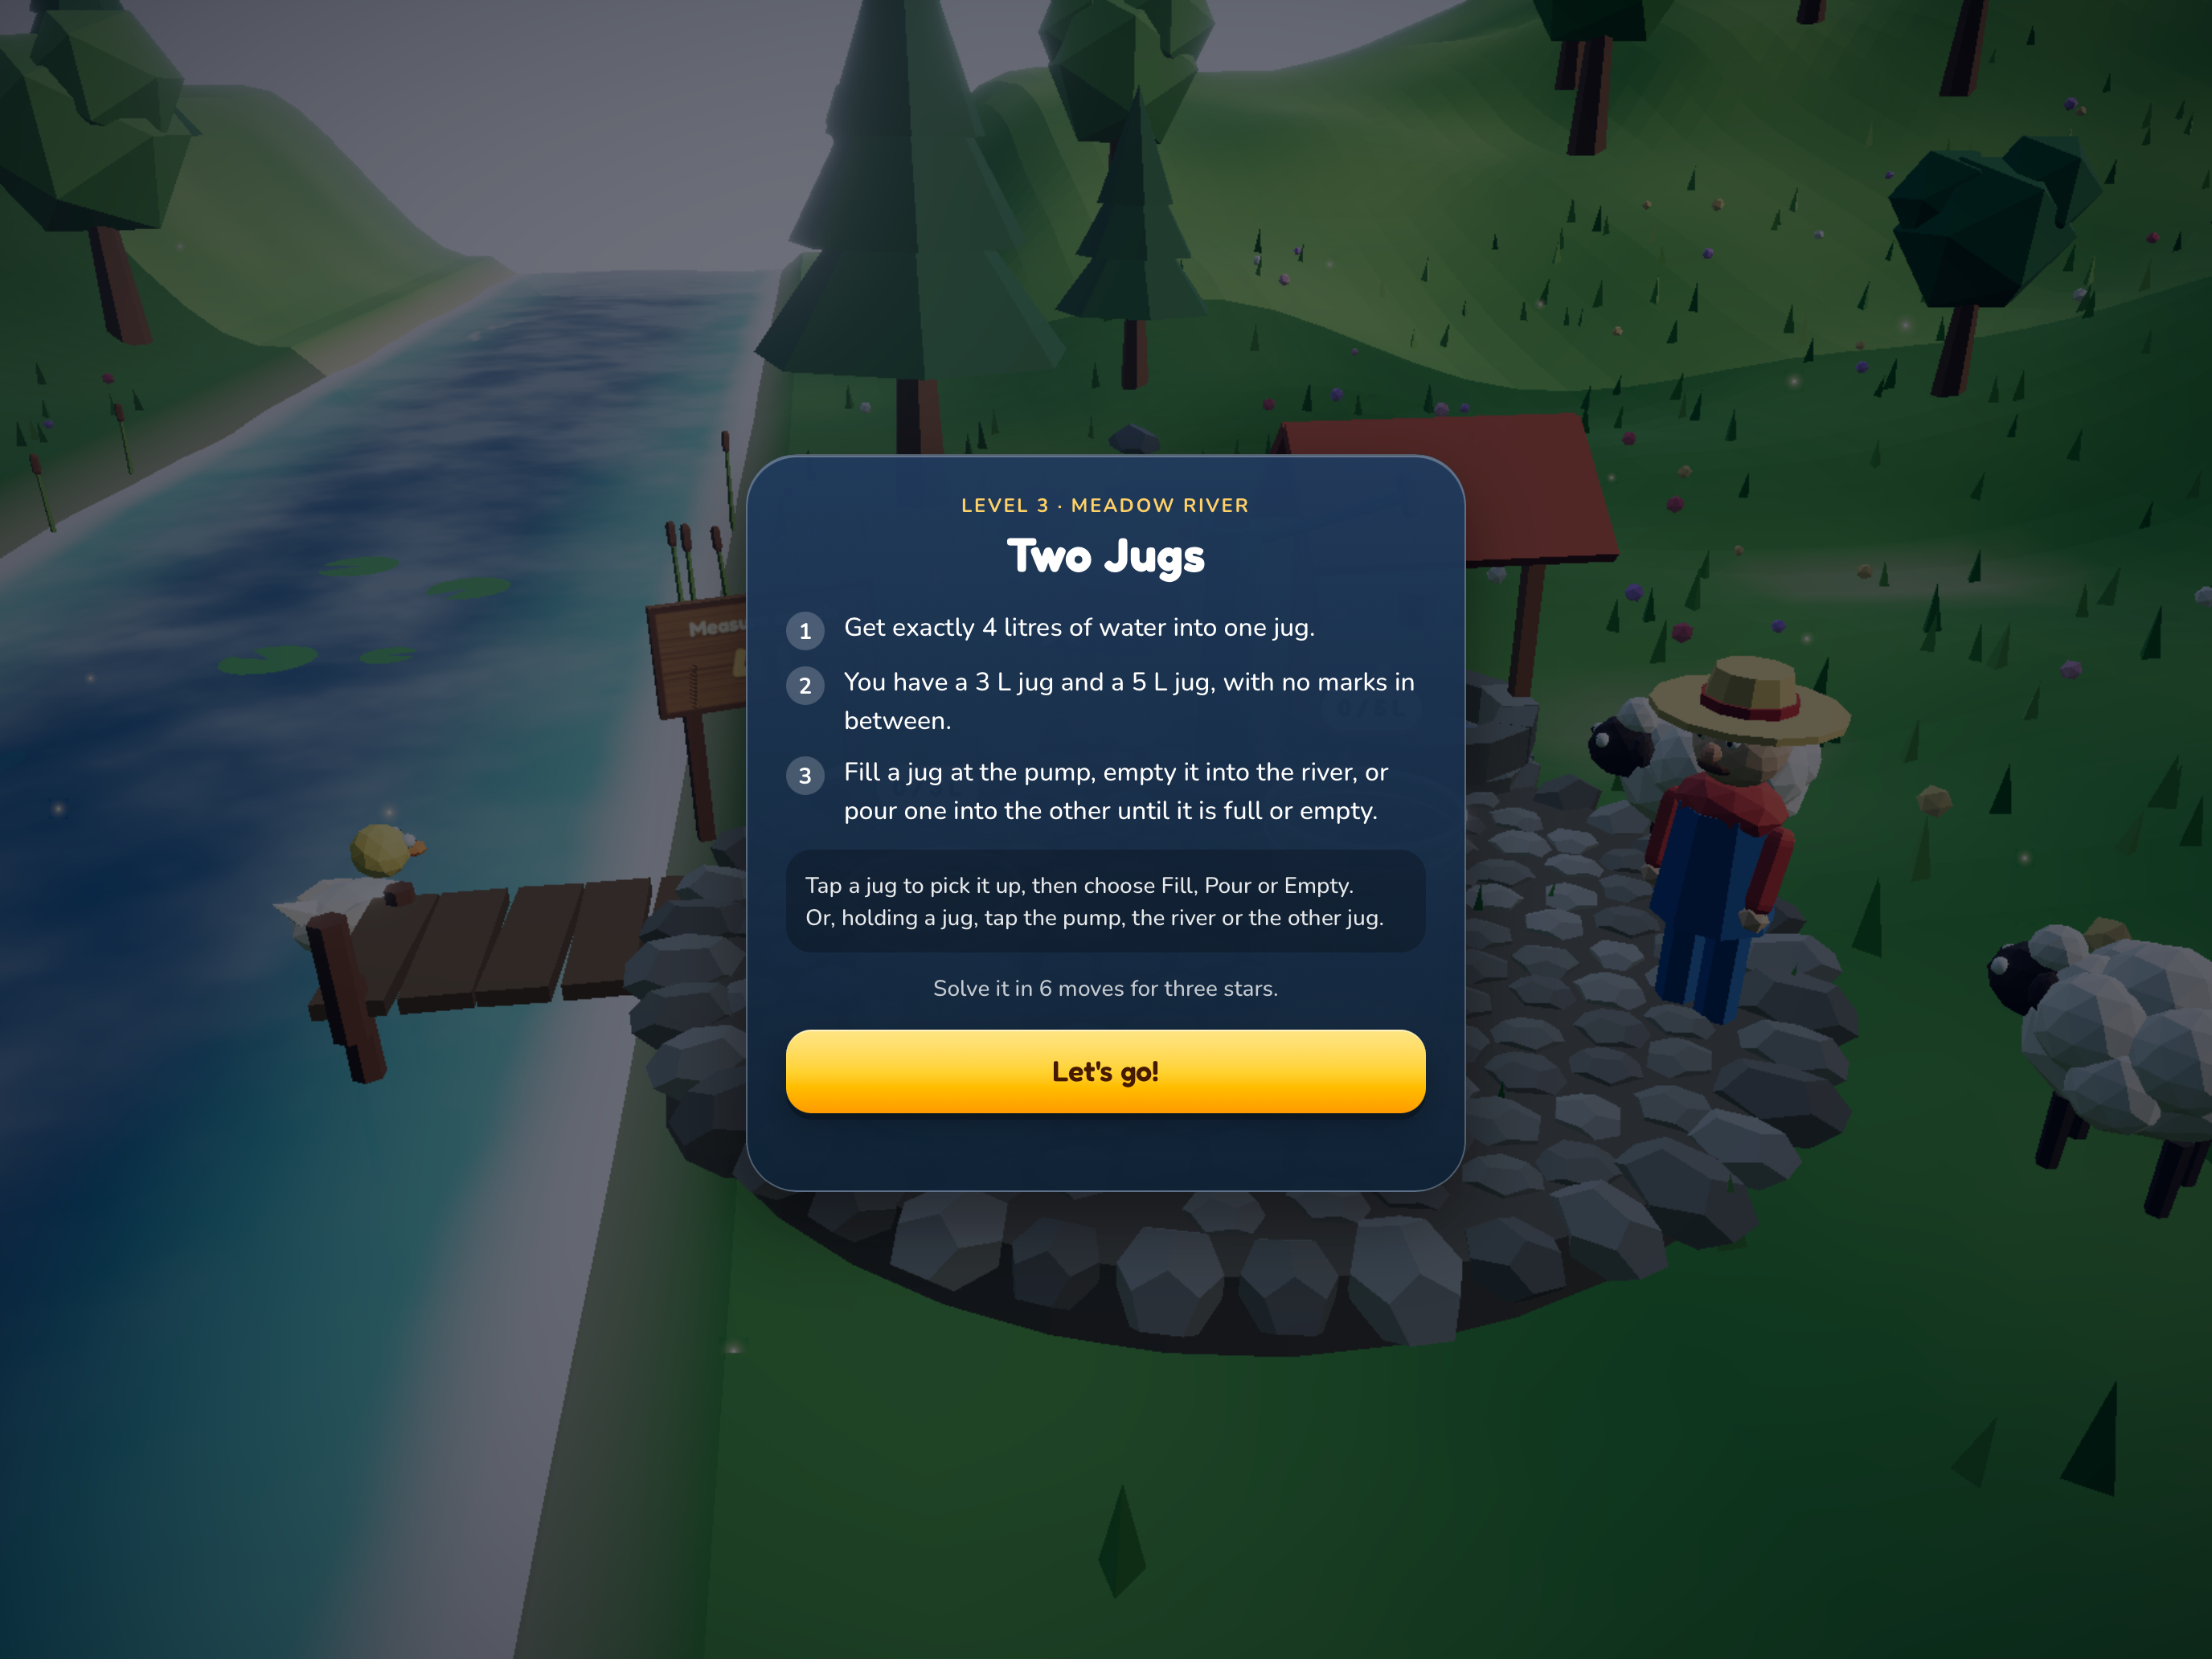 LEVEL 3 · MEADOW RIVER
Two Jugs
1 Get exactly 4 litres of water into one jug.
2 You have a 3 L jug and a 5 L jug, with no marks in
between.
3 Fill a jug at the pump, empty it into the river, or
pour one into the other until it is full or empty.
Tap a jug to pick it up, then choose Fill, Pour or Empty.
Or, holding a jug, tap the pump, the river or the other jug.
Solve it in 6 moves for three stars.
Let's go!